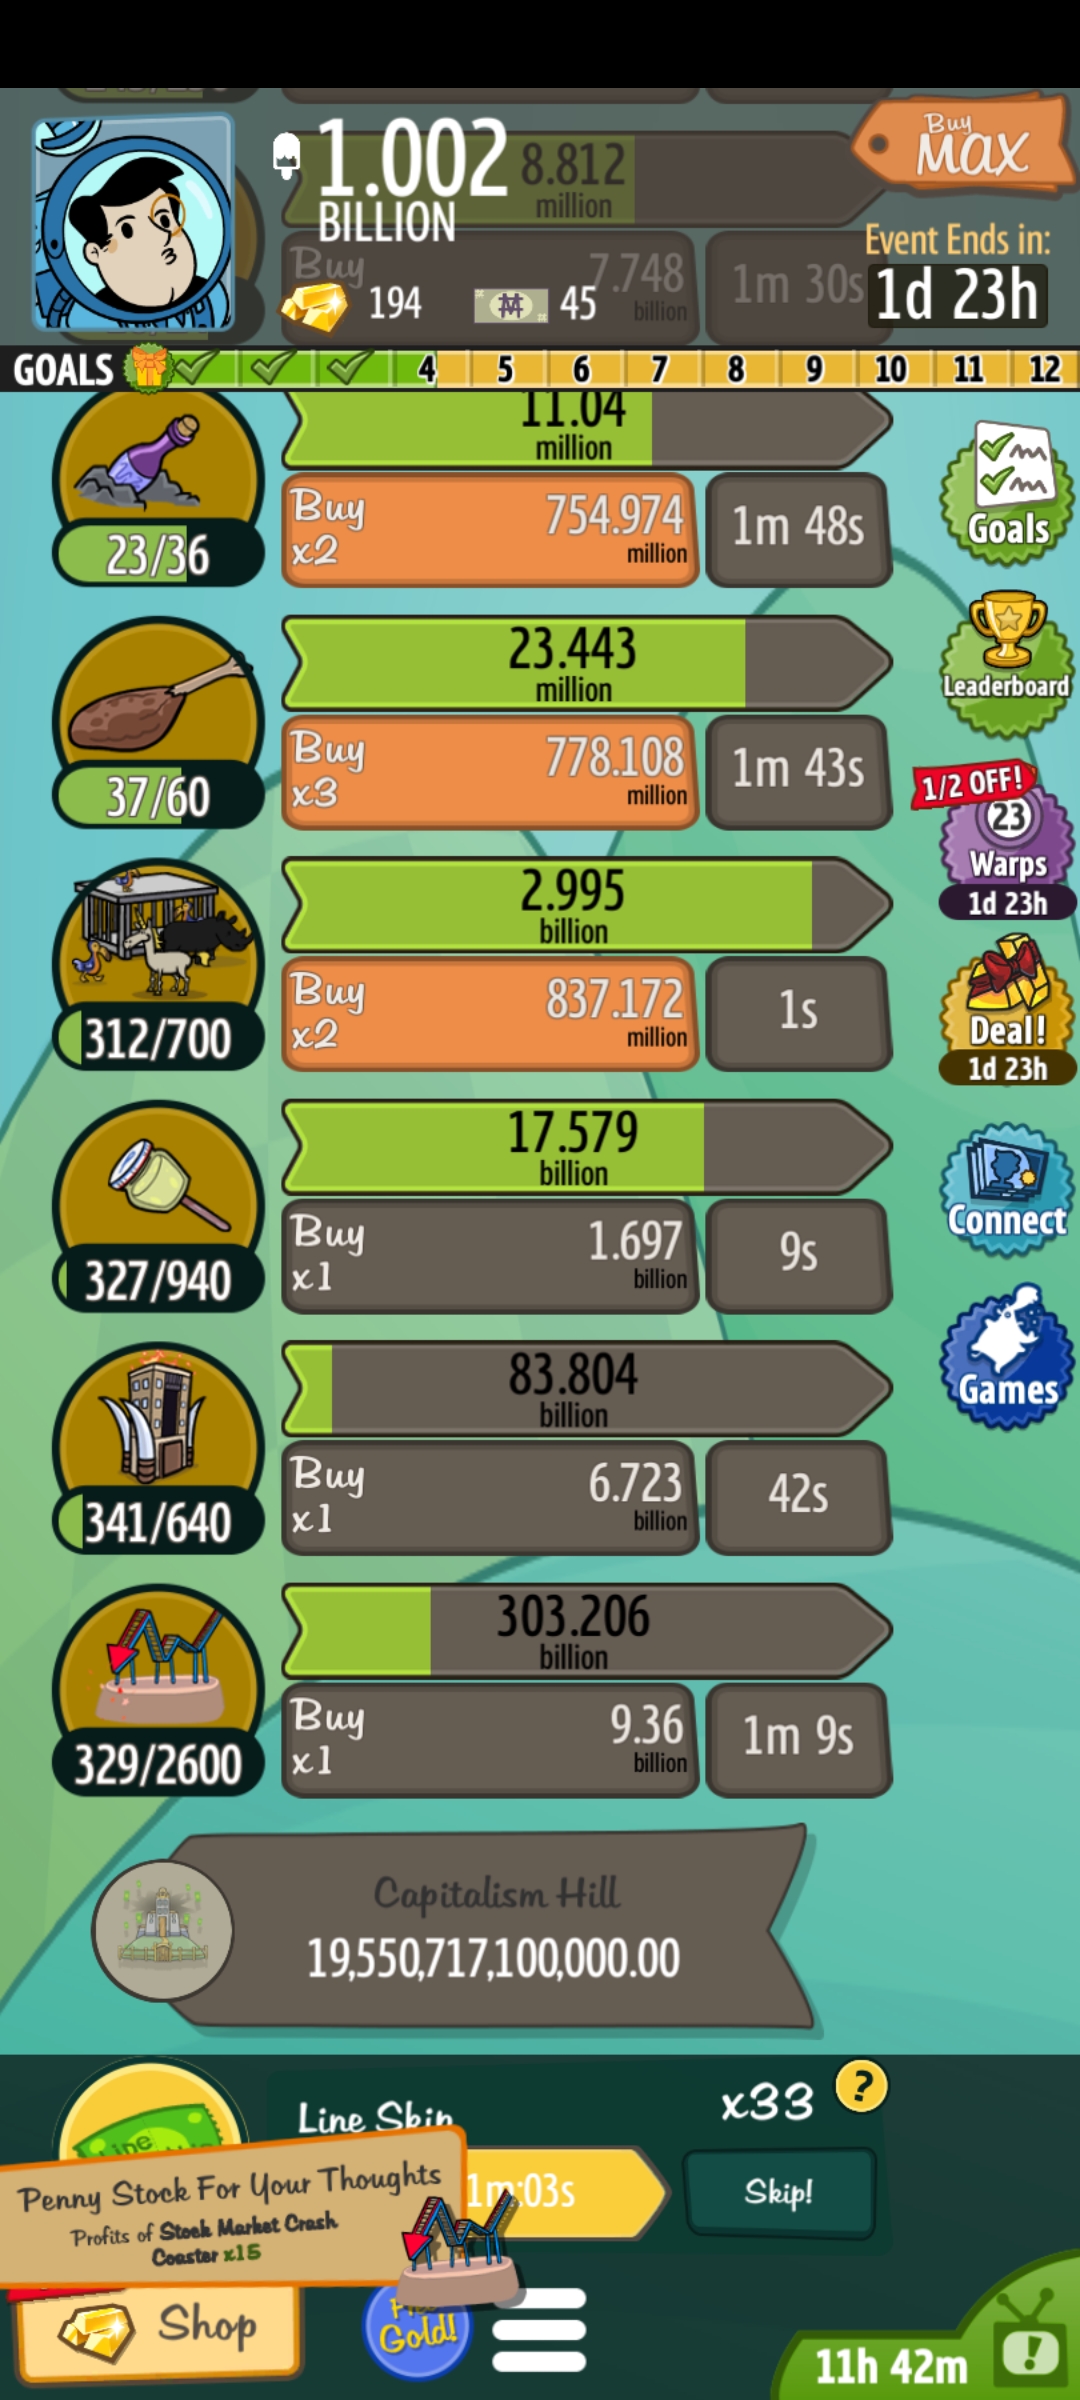 1.002
BILLION
8.812
million
Buy
MAX
Event Ends in:
1d 23h
Buy
7.748
billion
1m 30s
194
45
GOALS 4 5 6 7 8 9 10 11 12
11.04
million
Buy
x2
754.974
million
1m 48s
23/36
Goals
23.443
million
Leaderboard
Buy
x3
778.108
million
1m 43s
37/60
1/2 OFF!
23
Warps
1d 23h
2.995
billion
Buy
x2
837.172
million
1s
312/700
Deal!
1d 23h
17.579
billion
Buy
x1
1.697
billion
9s
327/940
Connect
83.804
billion
Buy
x1
6.723
billion
42s
341/640
Games
303.206
billion
Buy
x1
9.36
billion
1m 9s
329/2600
Capitalism Hill
19,550,717,100,000.00
Line Skip
x33
?
1m:03s
Skip!
Penny Stock For Your Thoughts
Profits of Stock Market Crash
Coaster x15
Shop
Gold!
11h 42m